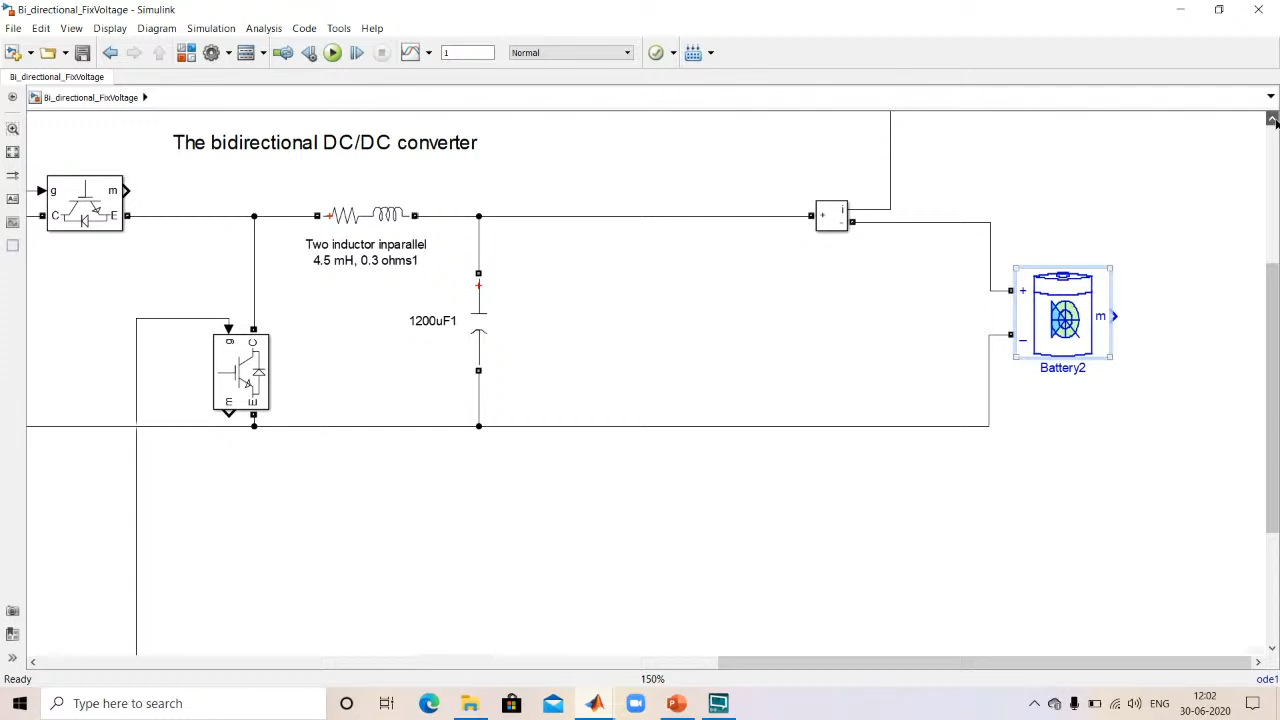 Bi_directional_FixVoltage - Simulink
File Edit View Display Diagram Simulation Analysis Code Tools Help
1
Normal
Bi_directional_FixVoltage
Bi_directional_FixVoltage
The bidirectional DC/DC converter
g m
C E
+ i
-
Two inductor inparallel
4.5 mH, 0.3 ohms1
+
m
−
Battery2
1200uF1
g C
m E
Ready
150%
ode1
Type here to search
ENG
12:02
30-06-2020